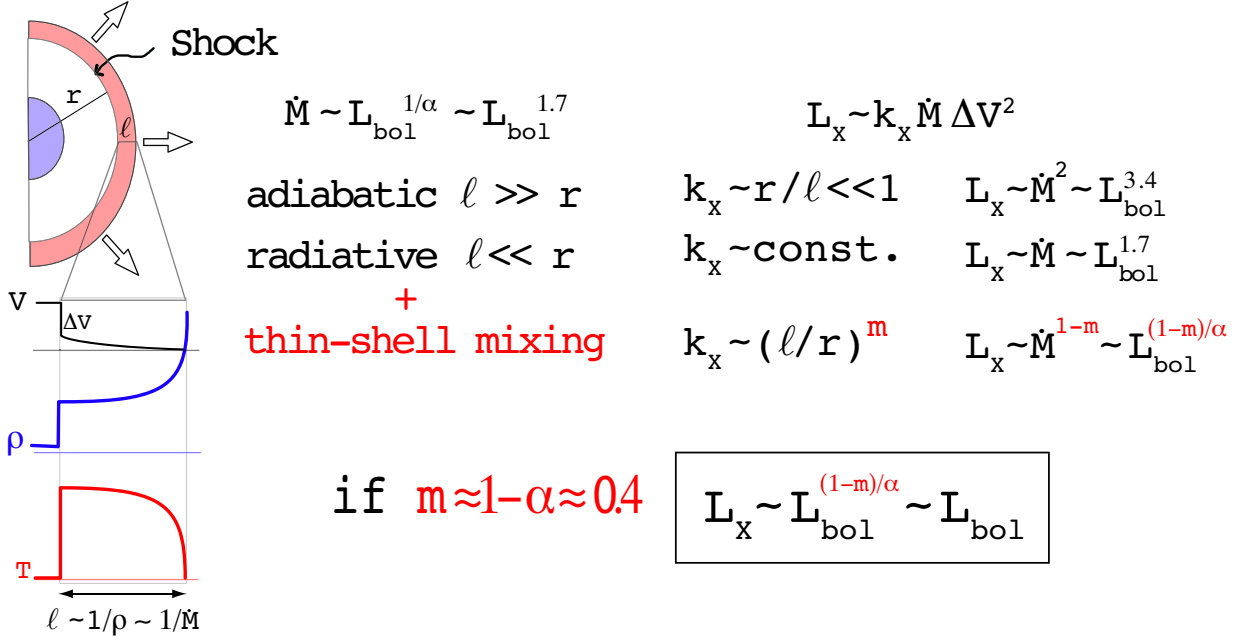 Shock
r
ℓ
Ṁ ~ L_bol^{1/α} ~ L_bol^{1.7}
L_x ~ k_x Ṁ ΔV²
adiabatic ℓ >> r
k_x ~ r/ℓ << 1
L_x ~ Ṁ² ~ L_bol^{3.4}
radiative ℓ << r
k_x ~ const.
L_x ~ Ṁ ~ L_bol^{1.7}
+
thin-shell mixing
k_x ~ (ℓ/r)^m
L_x ~ Ṁ^{1-m} ~ L_bol^{(1-m)/α}
V
ΔV
ρ
if m ≈ 1-α ≈ 0.4
L_x ~ L_bol^{(1-m)/α} ~ L_bol
T
ℓ ~ 1/ρ ~ 1/Ṁ